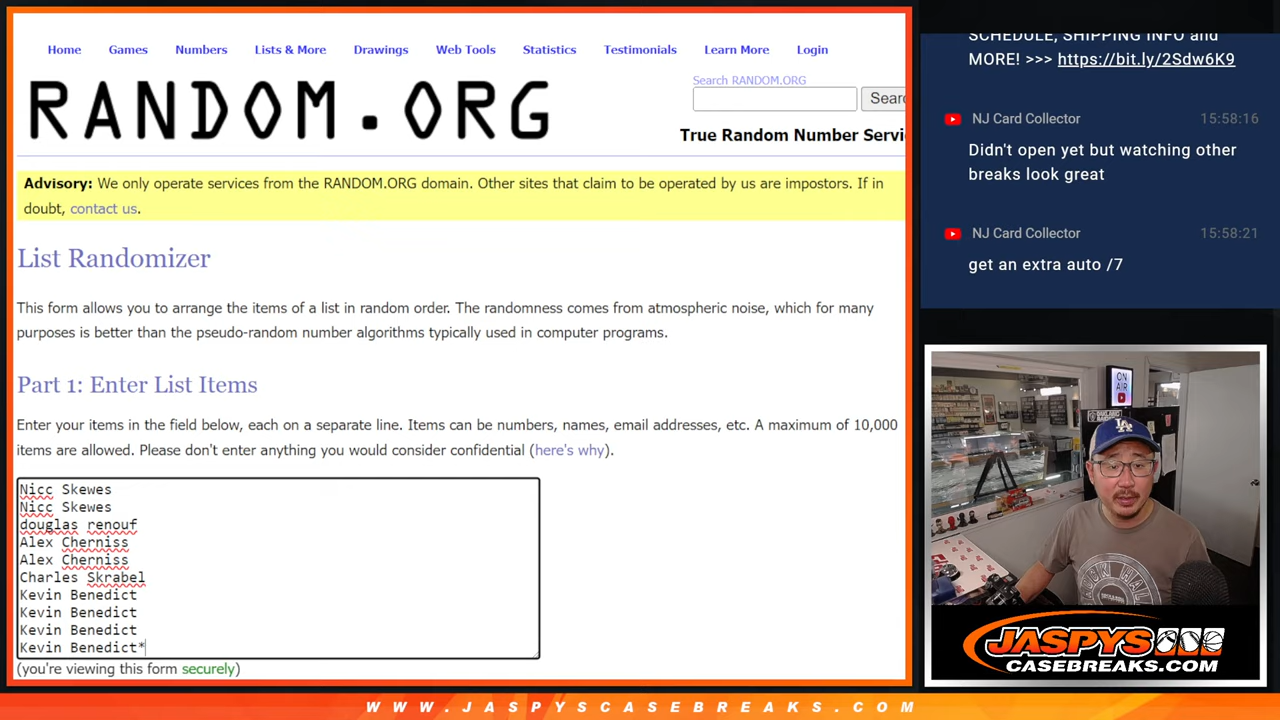 Home Games Numbers Lists & More Drawings Web Tools Statistics Testimonials Learn More Login
RANDOM.ORG
Search RANDOM.ORG
Searc
True Random Number Servi
Advisory: We only operate services from the RANDOM.ORG domain. Other sites that claim to be operated by us are impostors. If in
doubt, contact us.
List Randomizer
This form allows you to arrange the items of a list in random order. The randomness comes from atmospheric noise, which for many
purposes is better than the pseudo-random number algorithms typically used in computer programs.
Part 1: Enter List Items
Enter your items in the field below, each on a separate line. Items can be numbers, names, email addresses, etc. A maximum of 10,000
items are allowed. Please don't enter anything you would consider confidential (here's why).
Nicc Skewes
Nicc Skewes
douglas renouf
Alex Cherniss
Alex Cherniss
Charles Skrabel
Kevin Benedict
Kevin Benedict
Kevin Benedict
Kevin Benedict*
(you're viewing this form securely)
SCHEDULE, SHIPPING INFO and
MORE! >>> https://bit.ly/2Sdw6K9
NJ Card Collector 15:58:16
Didn't open yet but watching other
breaks look great
NJ Card Collector 15:58:21
get an extra auto /7
ON
AIR
JASPYS
CASEBREAKS.COM
WWW.JASPYSCASEBREAKS.COM